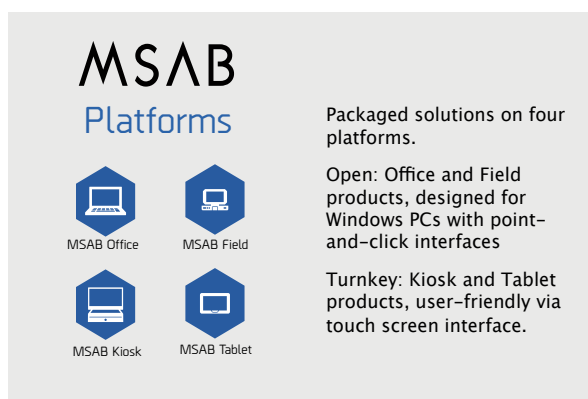 MSAB
Platforms
MSAB Office
MSAB Field
MSAB Kiosk
MSAB Tablet
Packaged solutions on four
platforms.
Open: Office and Field
products, designed for
Windows PCs with point-
and-click interfaces
Turnkey: Kiosk and Tablet
products, user-friendly via
touch screen interface.